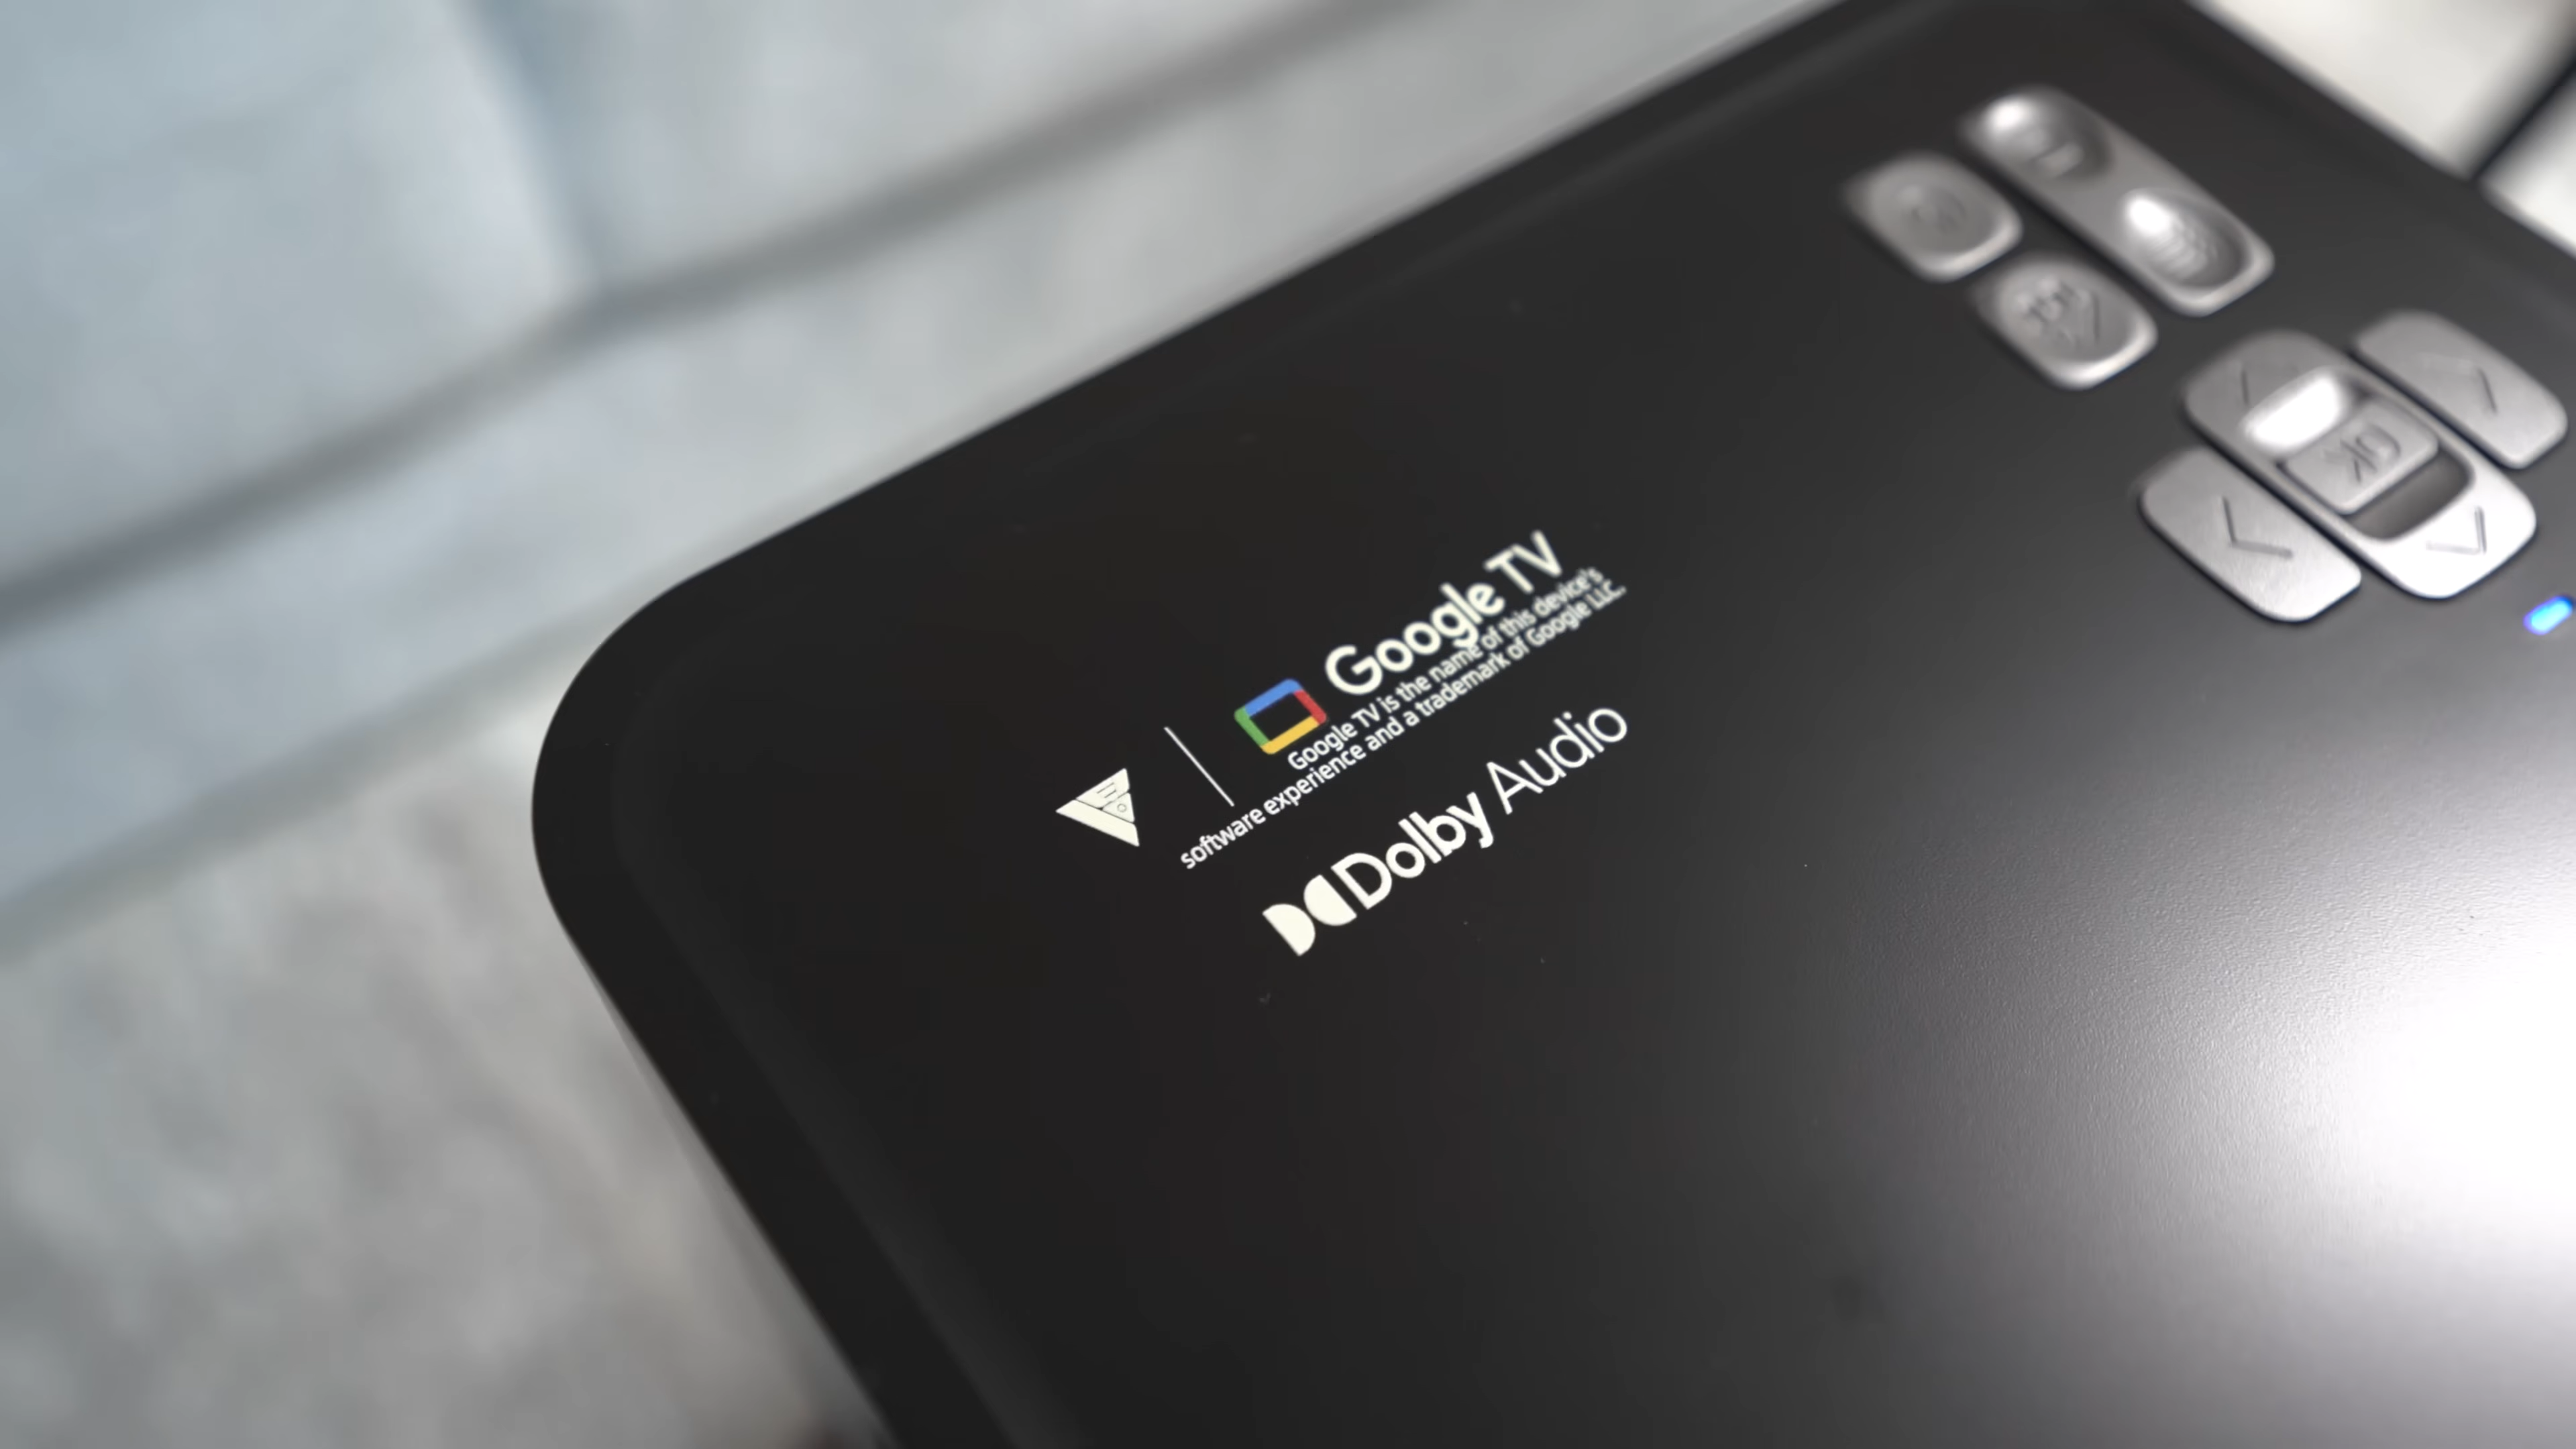 Google TV
Google TV is the name of this device's
software experience and a trademark of Google LLC.
Dolby Audio
OK